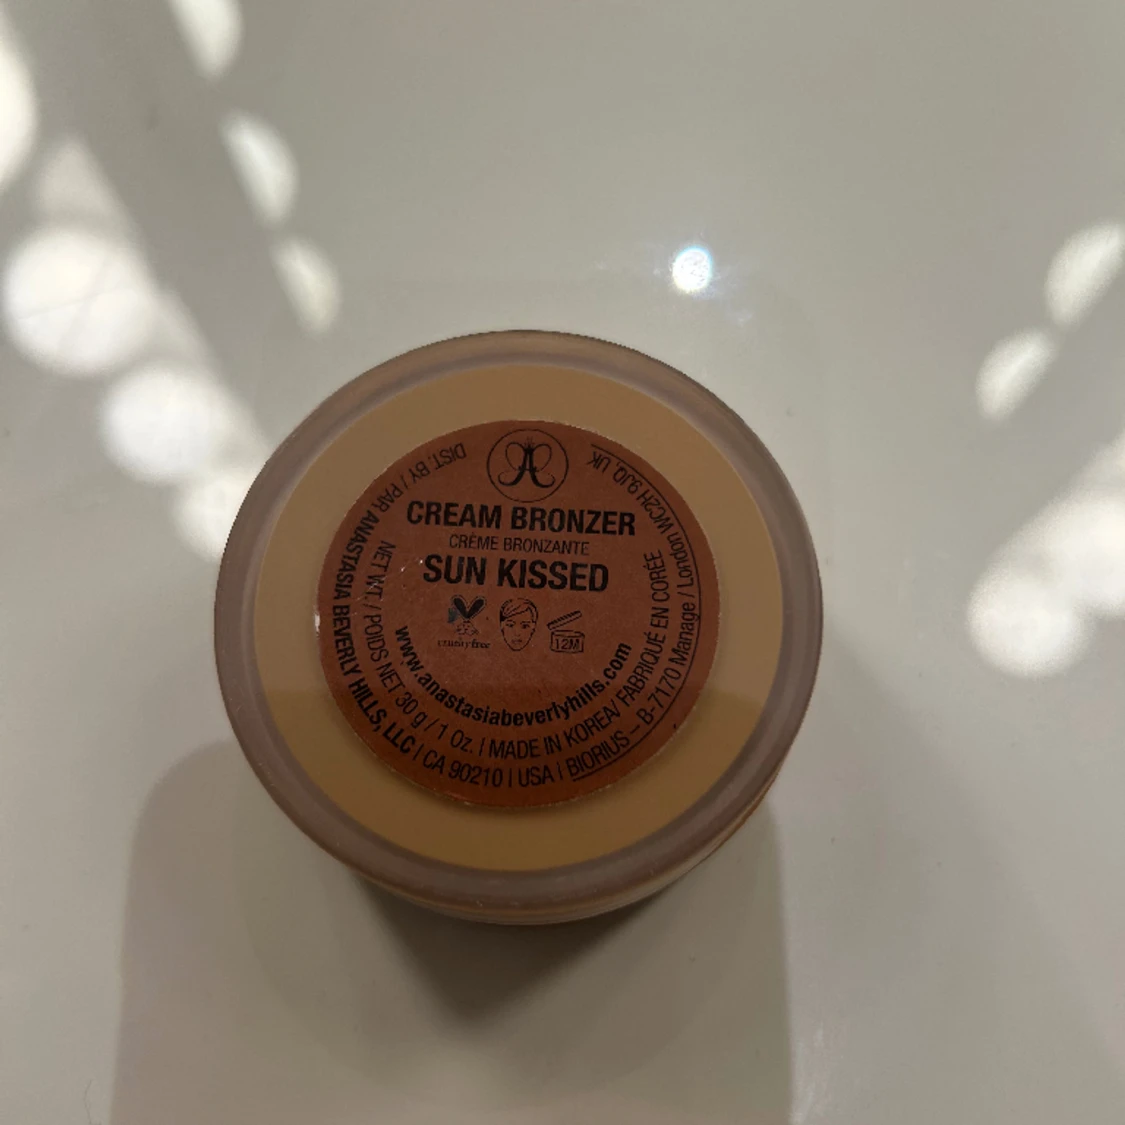 CREAM BRONZER
CRÈME BRONZANTE
SUN KISSED
cruelty free
12M
www.anastasiabeverlyhills.com
NET WT. / POIDS NET 30 g / 1 Oz. | MADE IN KOREA/ FABRIQUÉ EN CORÉE
DIST. BY / PAR ANASTASIA BEVERLY HILLS, LLC | CA 90210 | USA | BIORIUS – B-7170 Manage / London WC2H 9JQ, UK